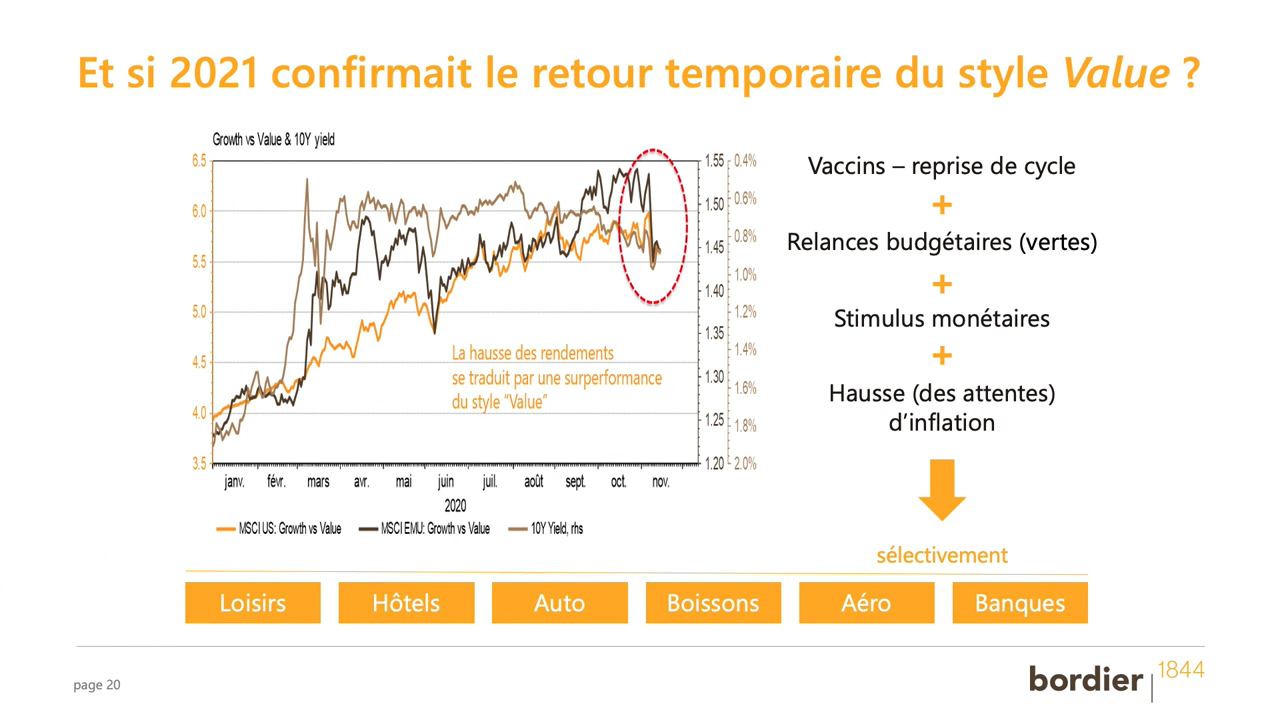 Et si 2021 confirmait le retour temporaire du style Value ?
Growth vs Value & 10Y yield
6.5
6.0
5.5
5.0
4.5
4.0
3.5
1.55
1.50
1.45
1.40
1.35
1.30
1.25
1.20
0.4%
0.6%
0.8%
1.0%
1.2%
1.4%
1.6%
1.8%
2.0%
La hausse des rendements
se traduit par une surperformance
du style “Value”
janv. févr. mars avr. mai juin juil. août sept. oct. nov.
2020
MSCI US: Growth vs Value MSCI EMU: Growth vs Value 10Y Yield, rhs
Vaccins – reprise de cycle
+
Relances budgétaires (vertes)
+
Stimulus monétaires
+
Hausse (des attentes)
d’inflation
sélectivement
Loisirs Hôtels Auto Boissons Aéro Banques
page 20
bordier 1844